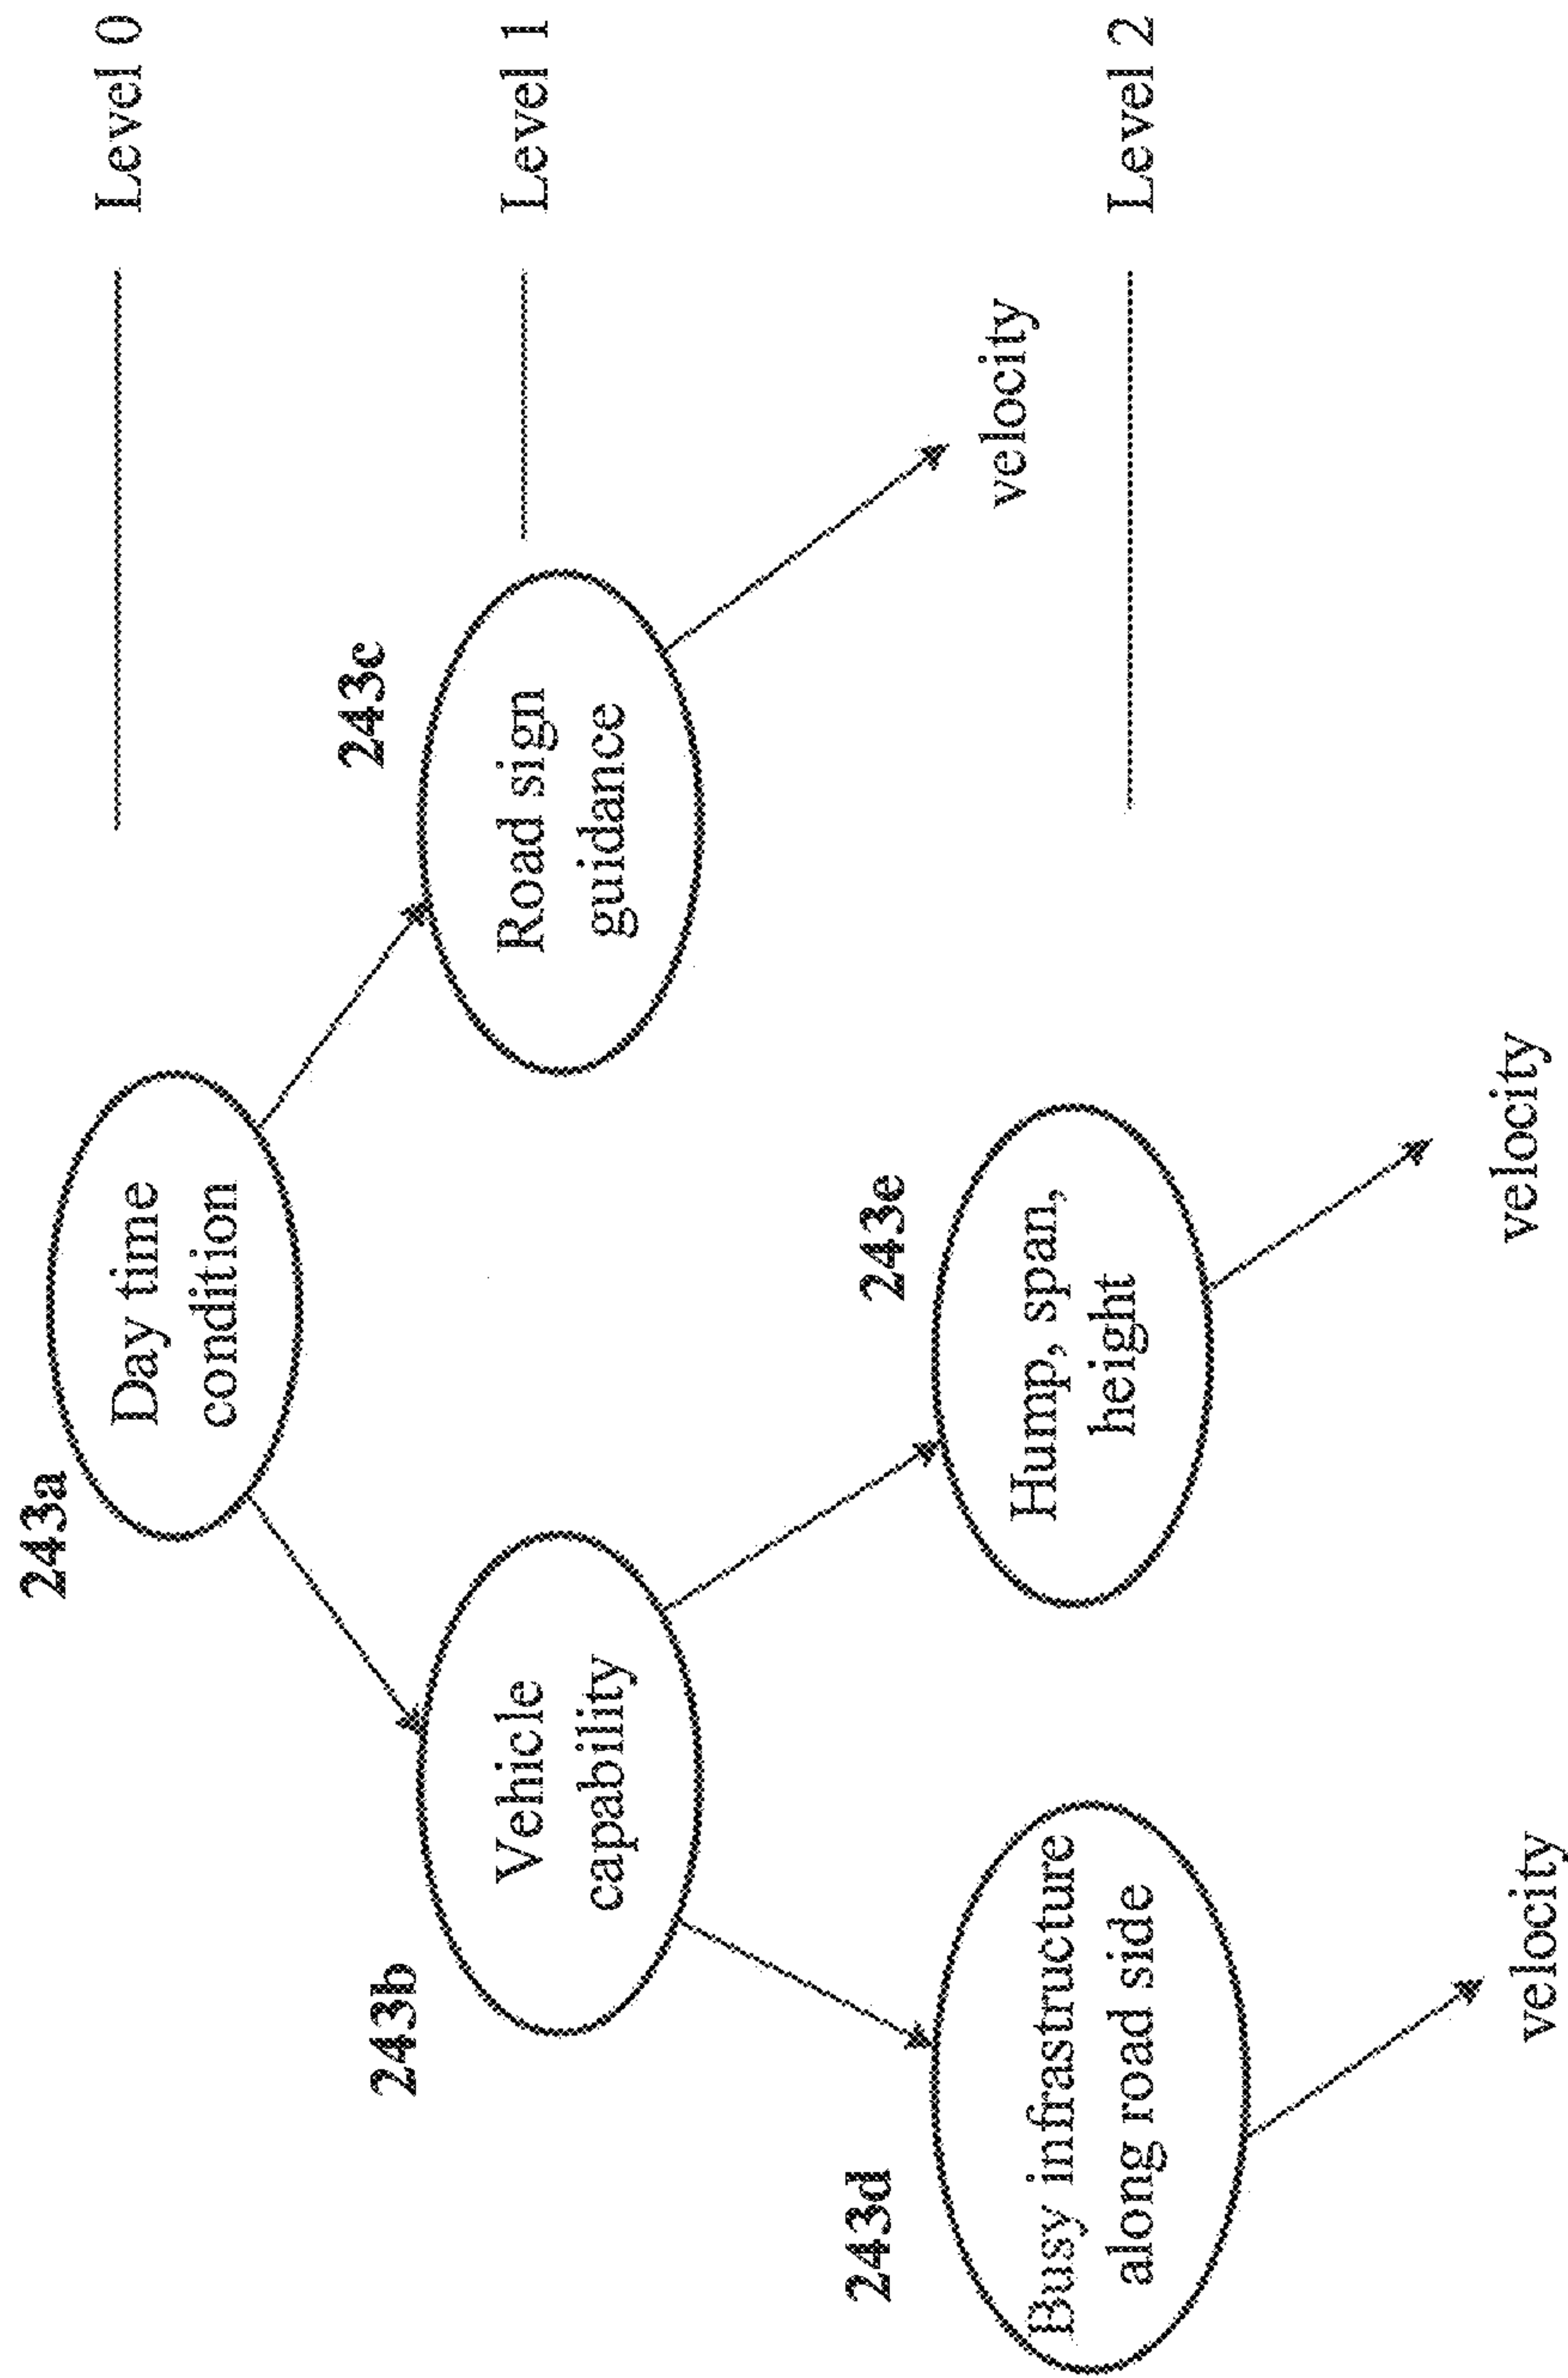 243a
Day time
condition
Level 0
243b
Vehicle
capability
243c
Road sign
guidance
Level 1
243d
Busy infrastructure
along road side
243e
Hump, span,
height
velocity
Level 2
velocity
velocity